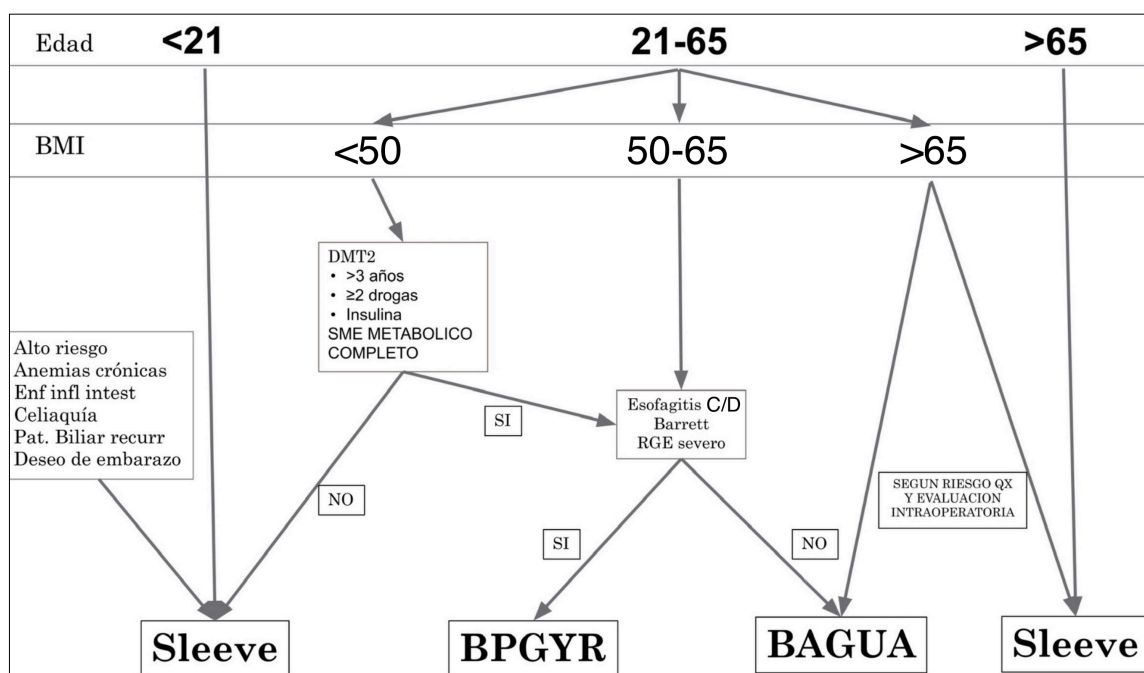 Edad <21 21-65 >65
BMI <50 50-65 >65
DMT2
• >3 años
• ≥2 drogas
• Insulina
SME METABOLICO
COMPLETO
Alto riesgo
Anemias crónicas
Enf infl intest
Celiaquía
Pat. Biliar recurr
Deseo de embarazo
SI
Esofagitis C/D
Barrett
RGE severo
NO
SEGUN RIESGO QX
Y EVALUACION
INTRAOPERATORIA
SI
NO
Sleeve
BPGYR
BAGUA
Sleeve